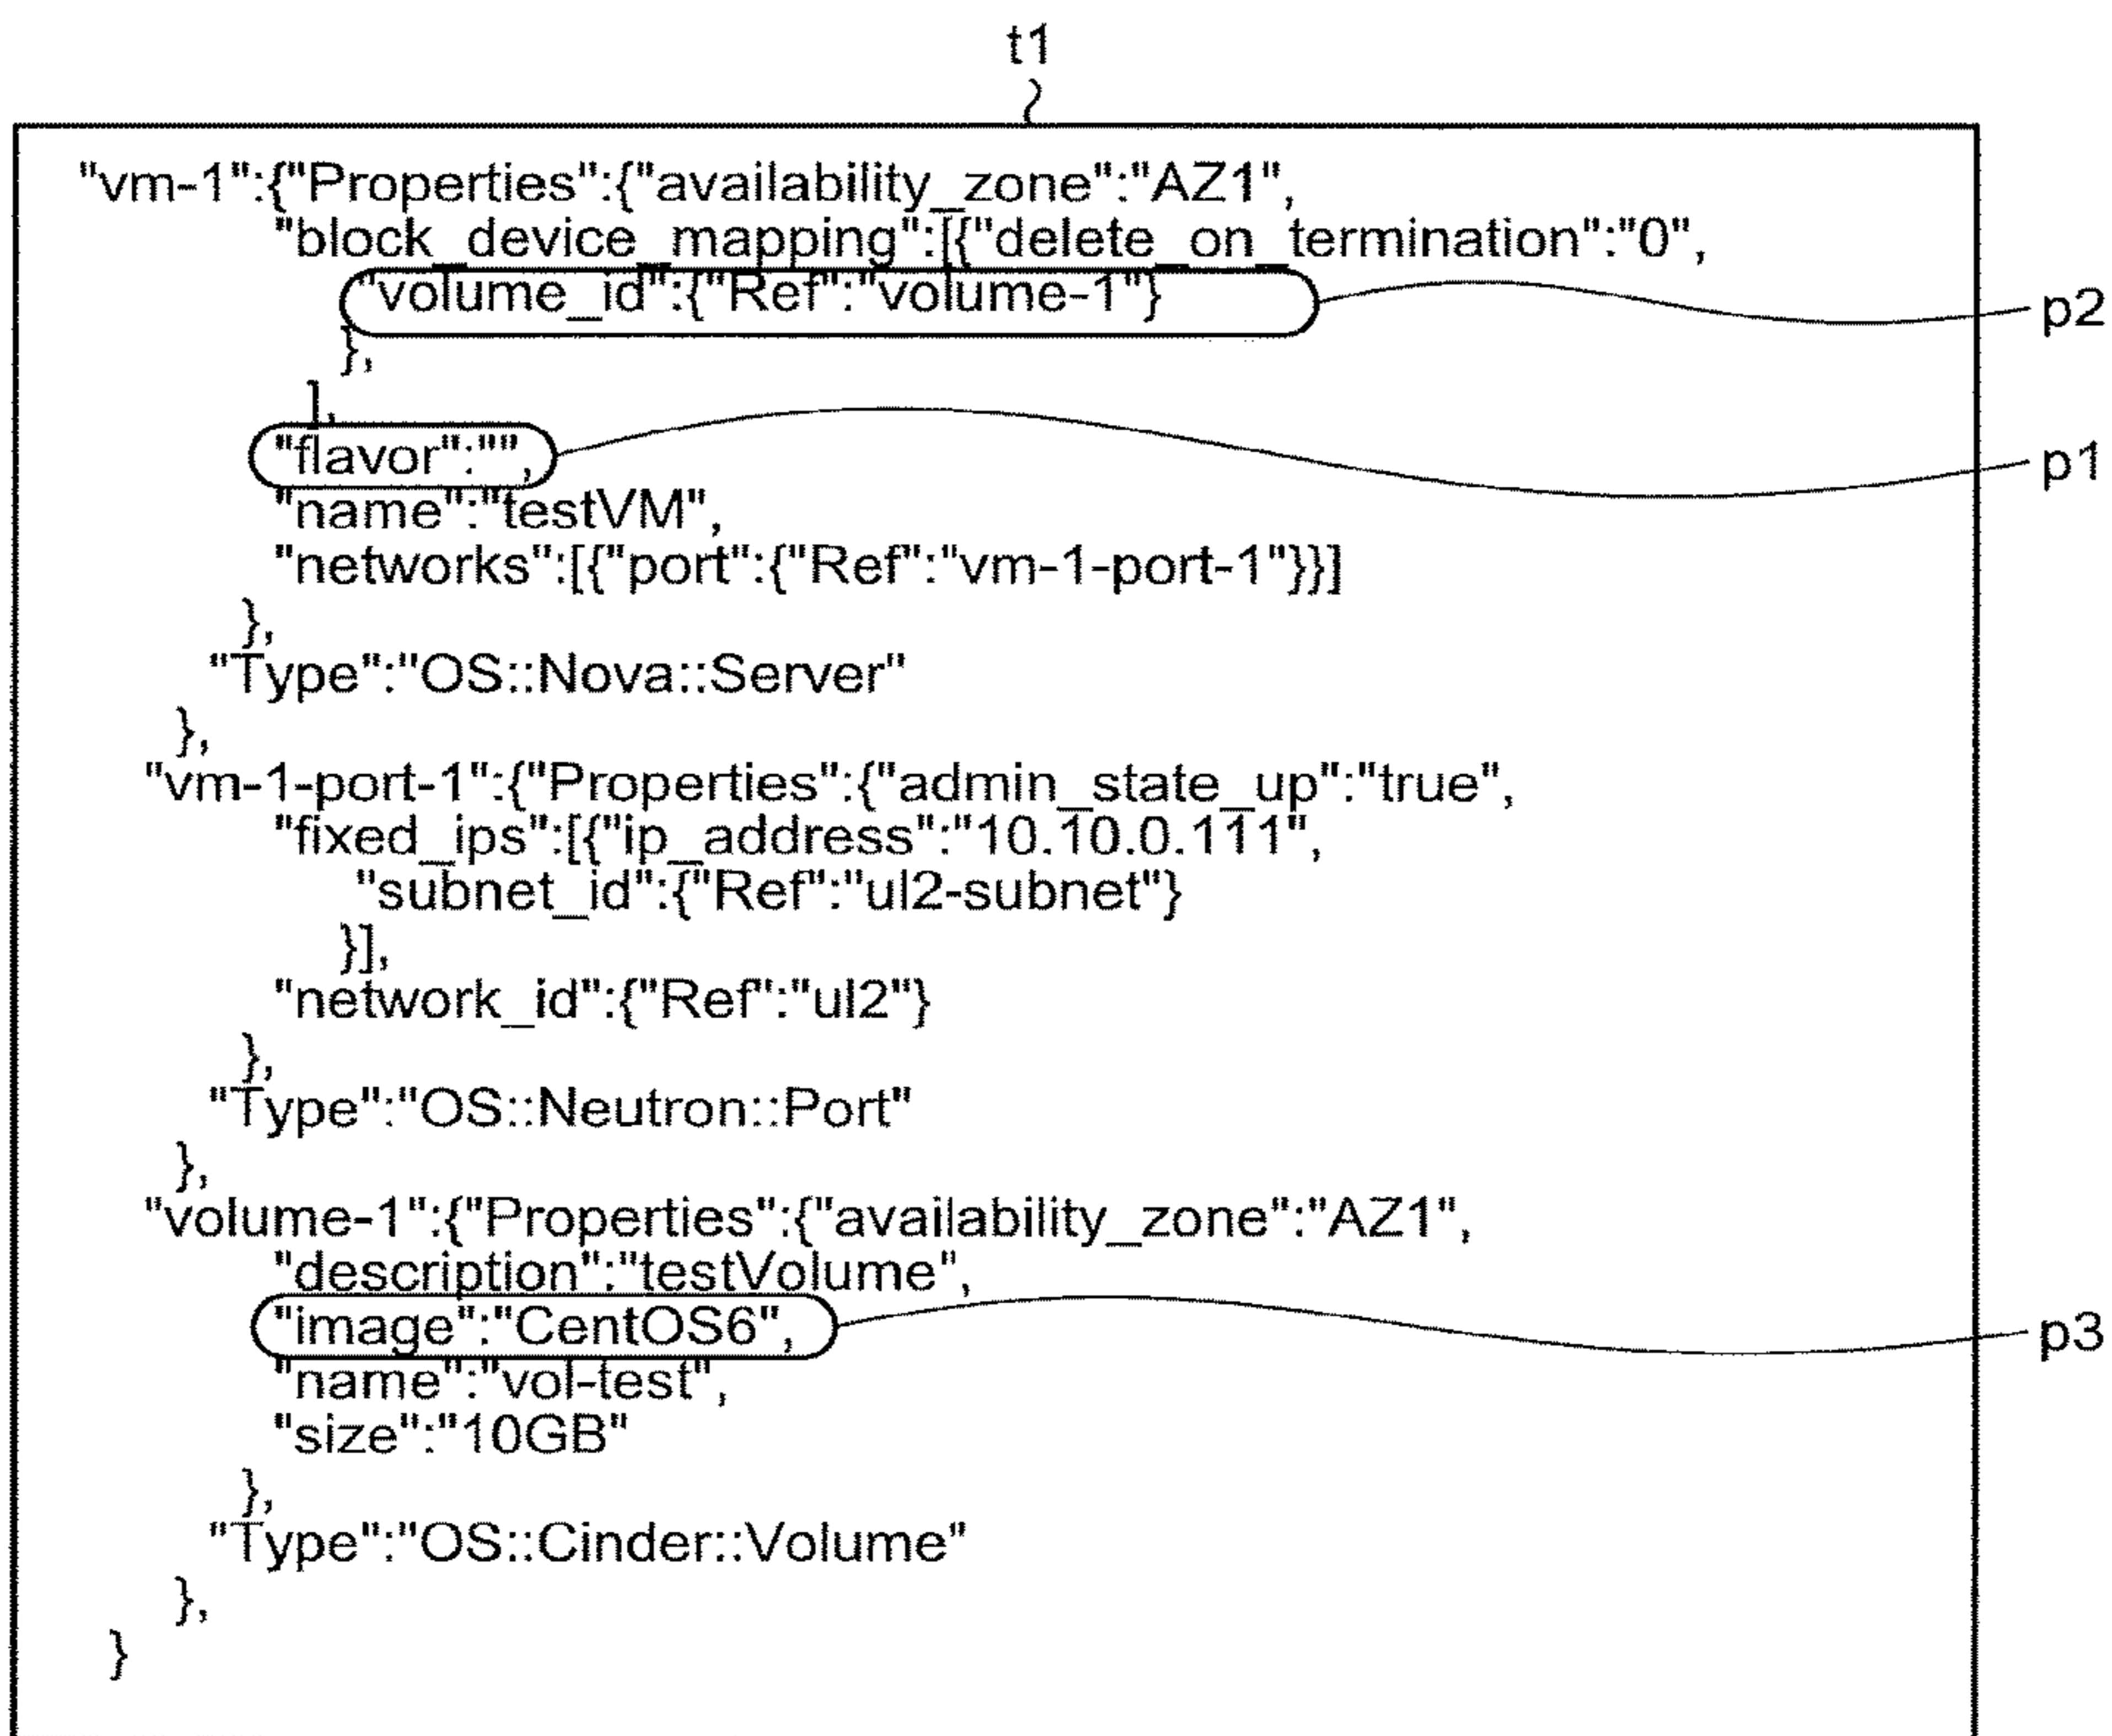 t1
"vm-1":{"Properties":{"availability_zone":"AZ1",
"block_device_mapping":[{"delete_on_termination":"0",
"volume_id":{"Ref":"volume-1"}
p2
},
],
"flavor":"",
p1
"name":"testVM",
"networks":[{"port":{"Ref":"vm-1-port-1"}}]
},
"Type":"OS::Nova::Server"
},
"vm-1-port-1":{"Properties":{"admin_state_up":"true",
"fixed_ips":[{"ip_address":"10.10.0.111",
"subnet_id":{"Ref":"ul2-subnet"}
}],
"network_id":{"Ref":"ul2"}
},
"Type":"OS::Neutron::Port"
},
"volume-1":{"Properties":{"availability_zone":"AZ1",
"description":"testVolume",
"image":"CentOS6",
p3
"name":"vol-test",
"size":"10GB"
},
"Type":"OS::Cinder::Volume"
},
}